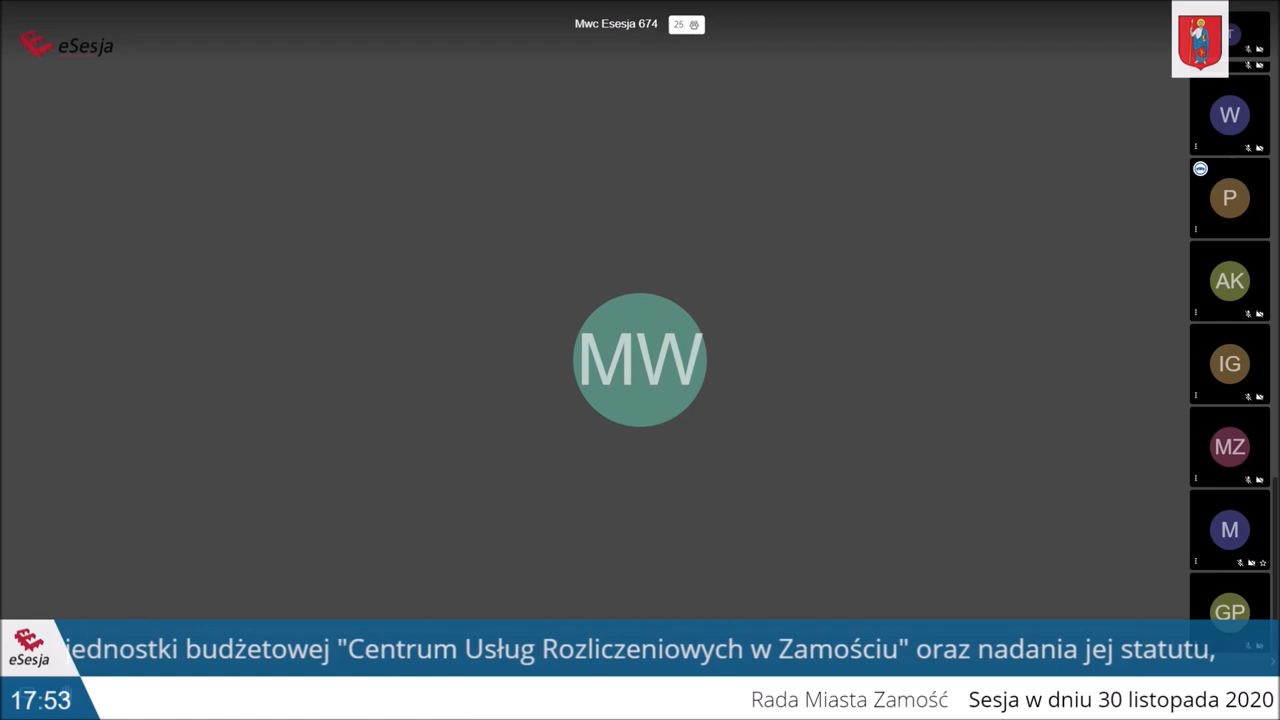 Mwc Esesja 674
25
eSesja
T
W
P
AK
IG
MZ
M
GP
MW
jednostki budżetowej "Centrum Usług Rozliczeniowych w Zamościu" oraz nadania jej statutu,
eSesja
17:53
Rada Miasta Zamość Sesja w dniu 30 listopada 2020